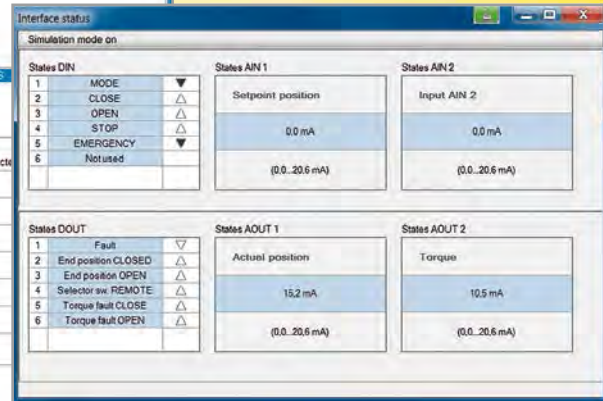 Interface status
Simulation mode on
States DIN
1 MODE ▼
2 CLOSE △
3 OPEN △
4 STOP △
5 EMERGENCY ▼
6 Not used
States AIN 1
Setpoint position
0.0 mA
(0.0...20.6 mA)
States AIN 2
Input AIN 2
0.0 mA
(0.0...20.6 mA)
States DOUT
1 Fault ▽
2 End position CLOSED △
3 End position OPEN △
4 Selector sw. REMOTE △
5 Torque fault CLOSE △
6 Torque fault OPEN △
States AOUT 1
Actual position
15,2 mA
(0,0...20,6 mA)
States AOUT 2
Torque
10,5 mA
(0,0...20,6 mA)